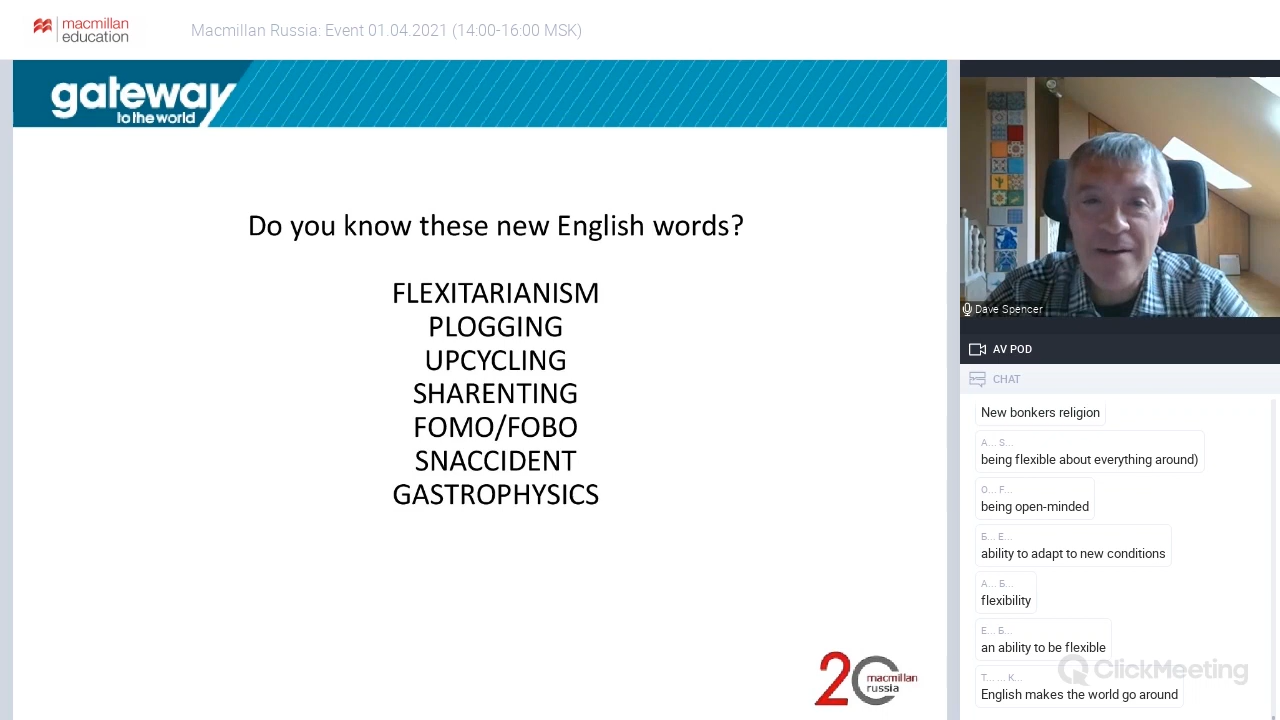 macmillan
education
Macmillan Russia: Event 01.04.2021 (14:00-16:00 MSK)
gateway
to the world
Do you know these new English words?
FLEXITARIANISM
PLOGGING
UPCYCLING
SHARENTING
FOMO/FOBO
SNACCIDENT
GASTROPHYSICS
20
macmillan
russia
Dave Spencer
AV POD
CHAT
New bonkers religion
A... S...
being flexible about everything around)
O... F...
being open-minded
Б... Е...
ability to adapt to new conditions
А... Б...
flexibility
Е... Б...
an ability to be flexible
ClickMeeting
Т... ... К...
English makes the world go around